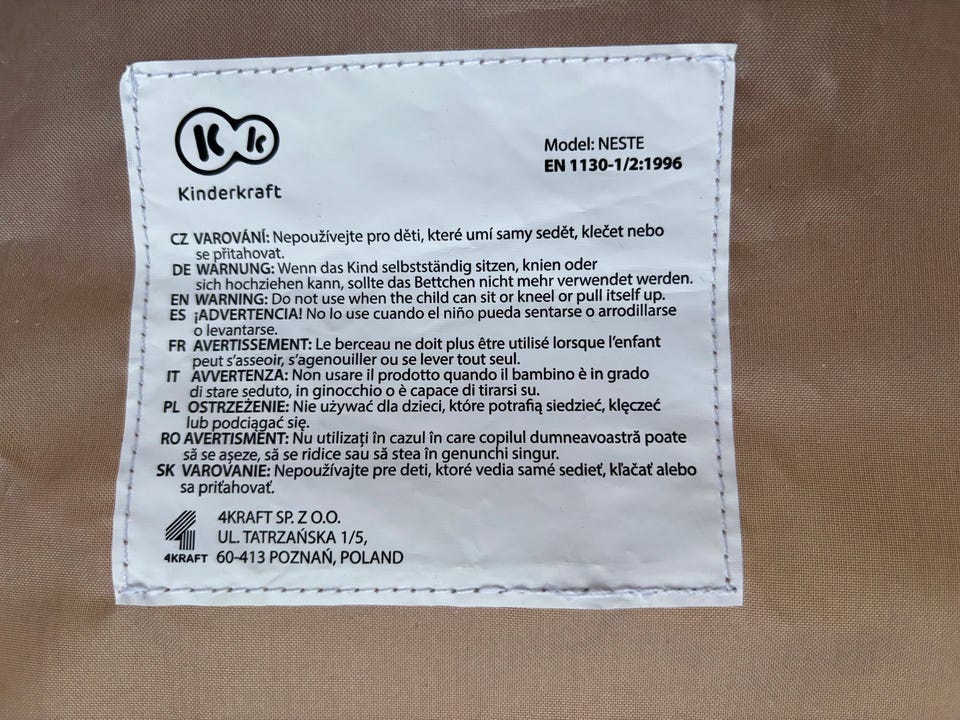 K k
Kinderkraft
Model: NESTE
EN 1130-1/2:1996
CZ VAROVÁNÍ: Nepoužívejte pro děti, které umí samy sedět, klečet nebo
se přitahovat.
DE WARNUNG: Wenn das Kind selbstständig sitzen, knien oder
sich hochziehen kann, sollte das Bettchen nicht mehr verwendet werden.
EN WARNING: Do not use when the child can sit or kneel or pull itself up.
ES ¡ADVERTENCIA! No lo use cuando el niño pueda sentarse o arrodillarse
o levantarse.
FR AVERTISSEMENT: Le berceau ne doit plus être utilisé lorsque l'enfant
peut s'asseoir, s'agenouiller ou se lever tout seul.
IT AVVERTENZA: Non usare il prodotto quando il bambino è in grado
di stare seduto, in ginocchio o è capace di tirarsi su.
PL OSTRZEŻENIE: Nie używać dla dzieci, które potrafią siedzieć, klęczeć
lub podciągać się.
RO AVERTISMENT: Nu utilizați în cazul în care copilul dumneavoastră poate
să se așeze, să se ridice sau să stea în genunchi singur.
SK VAROVANIE: Nepoužívajte pre deti, ktoré vedia samé sedieť, kľačať alebo
sa priťahovať.
4KRAFT SP. Z O.O.
UL. TATRZAŃSKA 1/5,
4KRAFT 60-413 POZNAŃ, POLAND